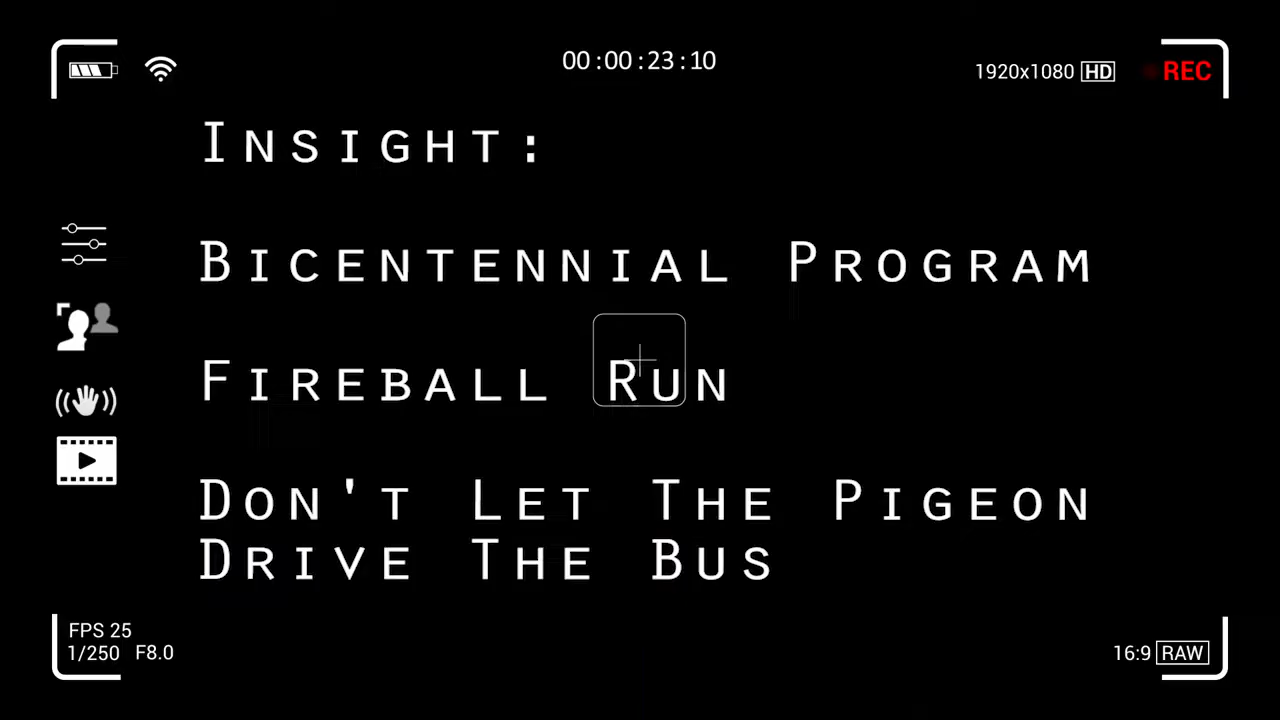 00:00:23:10
1920x1080 HD REC
Insight:
Bicentennial Program
Fireball Run
Don't Let The Pigeon
Drive The Bus
FPS 25
1/250 F8.0
16:9 RAW